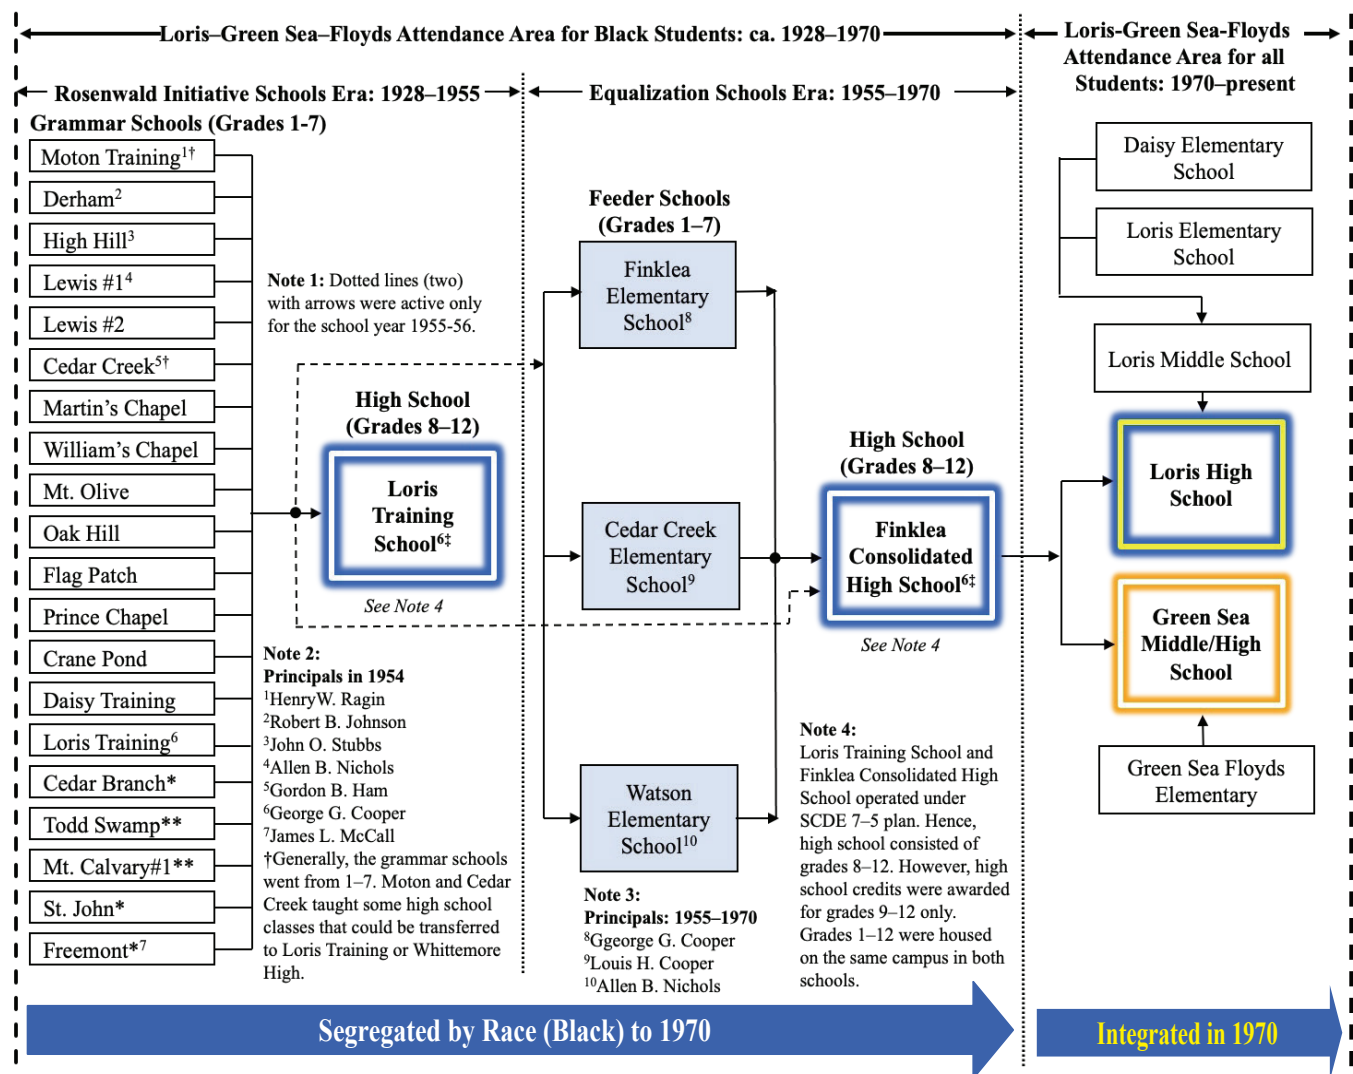 Loris–Green Sea–Floyds Attendance Area for Black Students: ca. 1928–1970
Loris-Green Sea-Floyds
Attendance Area for all
Students: 1970–present
Rosenwald Initiative Schools Era: 1928–1955
Equalization Schools Era: 1955–1970
Grammar Schools (Grades 1-7)
Moton Training¹†
Derham²
High Hill³
Lewis #1⁴
Lewis #2
Cedar Creek⁵†
Martin’s Chapel
William’s Chapel
Mt. Olive
Oak Hill
Flag Patch
Prince Chapel
Crane Pond
Daisy Training
Loris Training⁶
Cedar Branch*
Todd Swamp**
Mt. Calvary#1**
St. John*
Freemont*⁷
Note 1: Dotted lines (two)
with arrows were active only
for the school year 1955-56.
High School
(Grades 8–12)
Loris
Training
School⁶‡
See Note 4
Note 2:
Principals in 1954
¹HenryW. Ragin
²Robert B. Johnson
³John O. Stubbs
⁴Allen B. Nichols
⁵Gordon B. Ham
⁶George G. Cooper
⁷James L. McCall
†Generally, the grammar schools
went from 1–7. Moton and Cedar
Creek taught some high school
classes that could be transferred
to Loris Training or Whittemore
High.
Feeder Schools
(Grades 1–7)
Finklea
Elementary
School⁸
Cedar Creek
Elementary
School⁹
Watson
Elementary
School¹⁰
Note 3:
Principals: 1955–1970
⁸Ggeorge G. Cooper
⁹Louis H. Cooper
¹⁰Allen B. Nichols
High School
(Grades 8–12)
Finklea
Consolidated
High School⁶‡
See Note 4
Note 4:
Loris Training School and
Finklea Consolidated High
School operated under
SCDE 7–5 plan. Hence,
high school consisted of
grades 8–12. However, high
school credits were awarded
for grades 9–12 only.
Grades 1–12 were housed
on the same campus in both
schools.
Daisy Elementary
School
Loris Elementary
School
Loris Middle School
Loris High
School
Green Sea
Middle/High
School
Green Sea Floyds
Elementary
Segregated by Race (Black) to 1970
Integrated in 1970